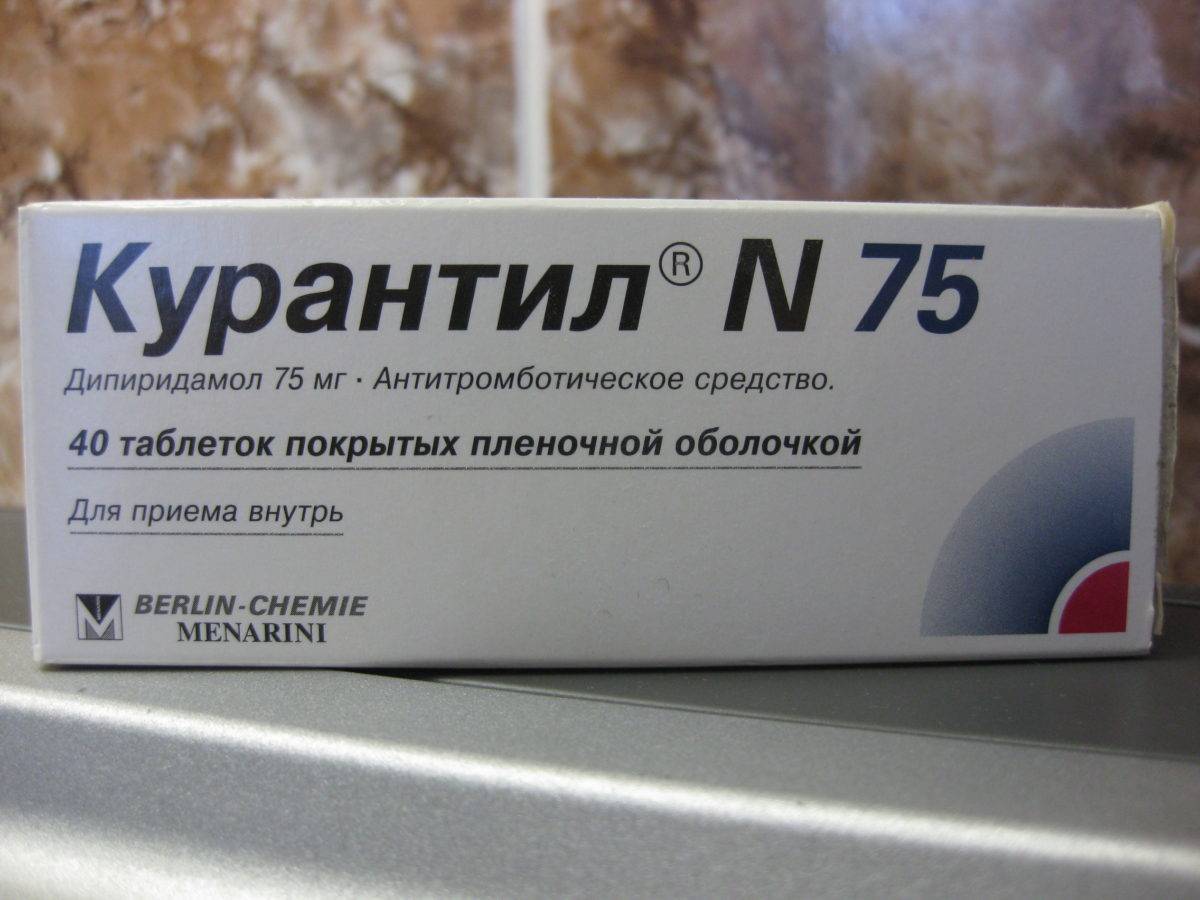 Курантил® N 75
Дипиридамол 75 мг · Антитромботическое средство.
40 таблеток покрытых пленочной оболочкой
Для приема внутрь
BERLIN-CHEMIE
MENARINI